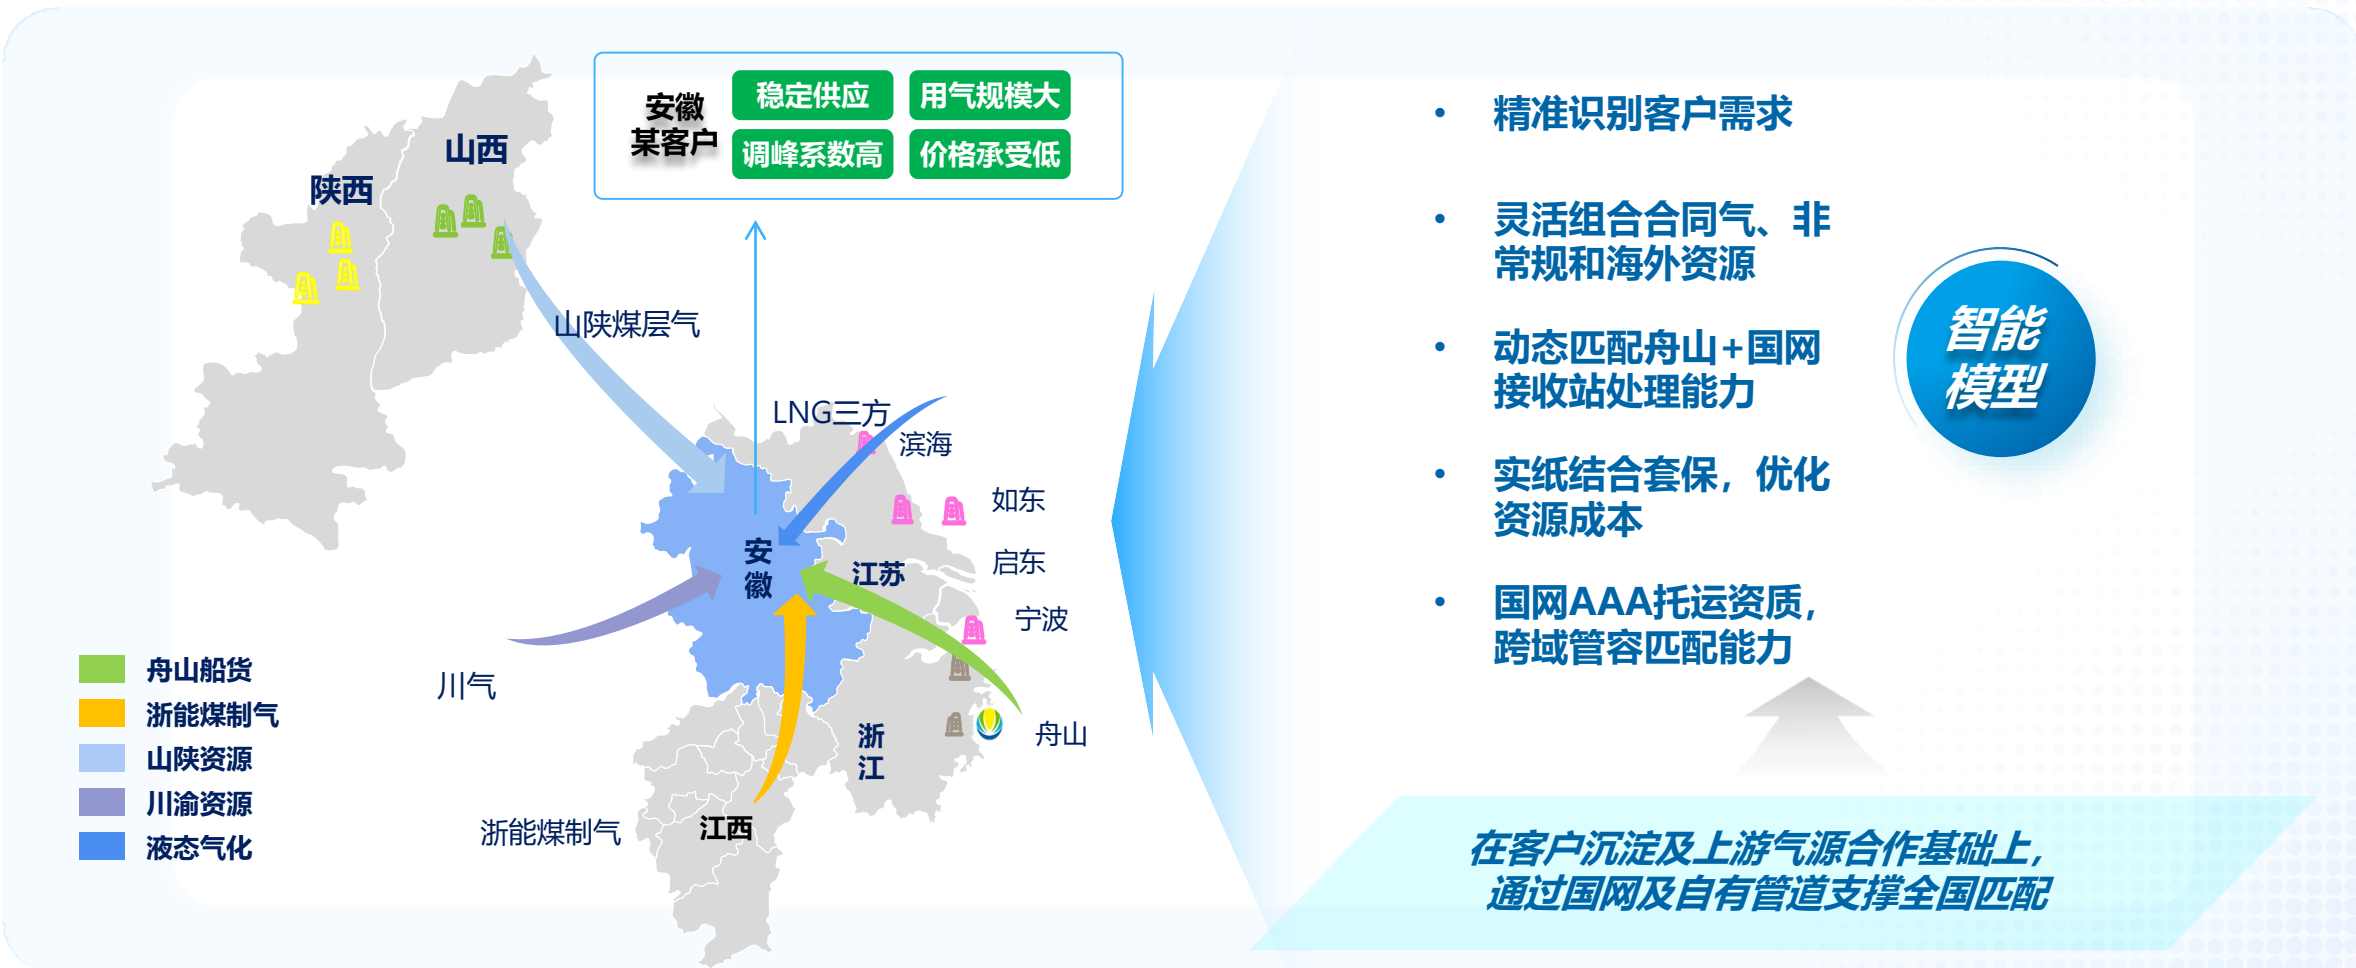 安徽
某客户
稳定供应
用气规模大
调峰系数高
价格承受低
山西
陕西
山陕煤层气
LNG三方
滨海
如东
启东
宁波
舟山
安
徽
江苏
浙
江
川气
浙能煤制气
江西
舟山船货
浙能煤制气
山陕资源
川渝资源
液态气化
• 精准识别客户需求
• 灵活组合合同气、非
常规和海外资源
• 动态匹配舟山+国网
接收站处理能力
• 实纸结合套保，优化
资源成本
• 国网AAA托运资质，
跨域管容匹配能力
智能
模型
在客户沉淀及上游气源合作基础上，
通过国网及自有管道支撑全国匹配